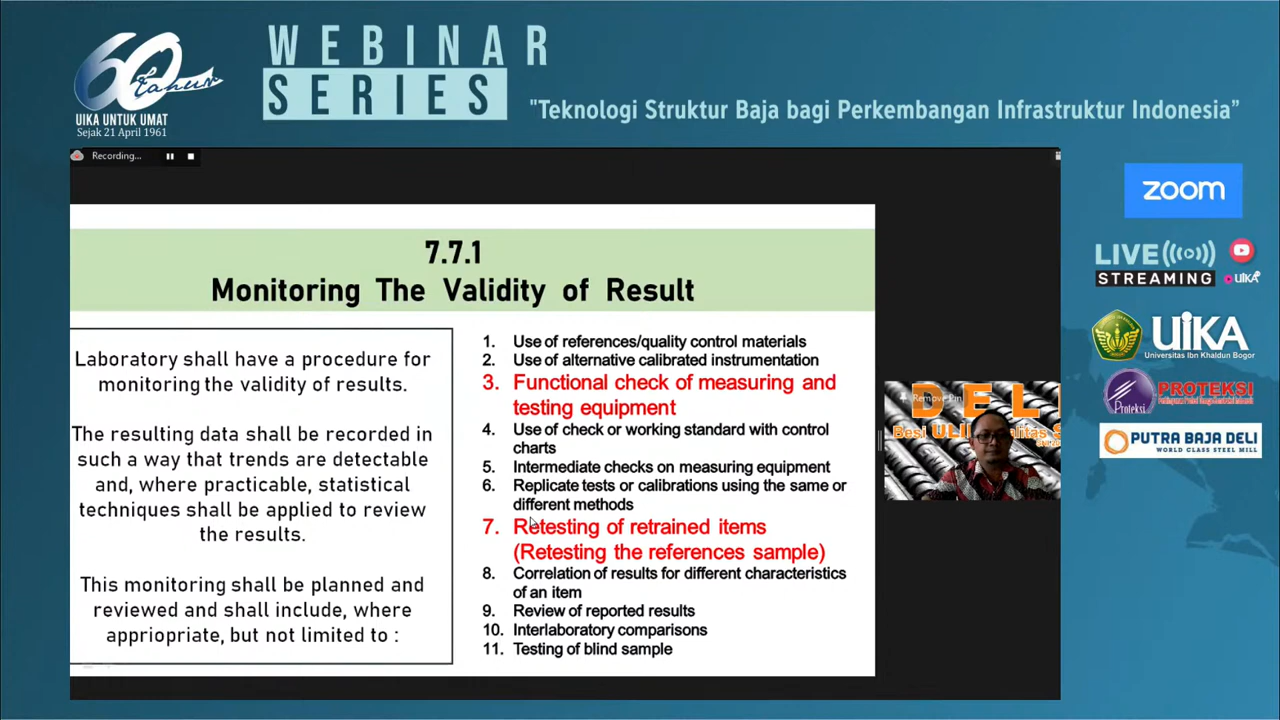 60
Tahun
UIKA UNTUK UMAT
Sejak 21 April 1961
WEBINAR
SERIES
"Teknologi Struktur Baja bagi Perkembangan Infrastruktur Indonesia"
Recording...
7.7.1
Monitoring The Validity of Result
Laboratory shall have a procedure for
monitoring the validity of results.
The resulting data shall be recorded in
such a way that trends are detectable
and, where practicable, statistical
techniques shall be applied to review
the results.
This monitoring shall be planned and
reviewed and shall include, where
appriopriate, but not limited to :
1. Use of references/quality control materials
2. Use of alternative calibrated instrumentation
3. Functional check of measuring and
testing equipment
4. Use of check or working standard with control
charts
5. Intermediate checks on measuring equipment
6. Replicate tests or calibrations using the same or
different methods
7. Retesting of retrained items
(Retesting the references sample)
8. Correlation of results for different characteristics
of an item
9. Review of reported results
10. Interlaboratory comparisons
11. Testing of blind sample
Remove Pin
DEL
Besi ULI
zoom
LIVE
STREAMING
UIKA
UIKA
Universitas Ibn Khaldun Bogor
Proteksi
PROTEKSI
PUTRA BAJA DELI
WORLD CLASS STEEL MILL